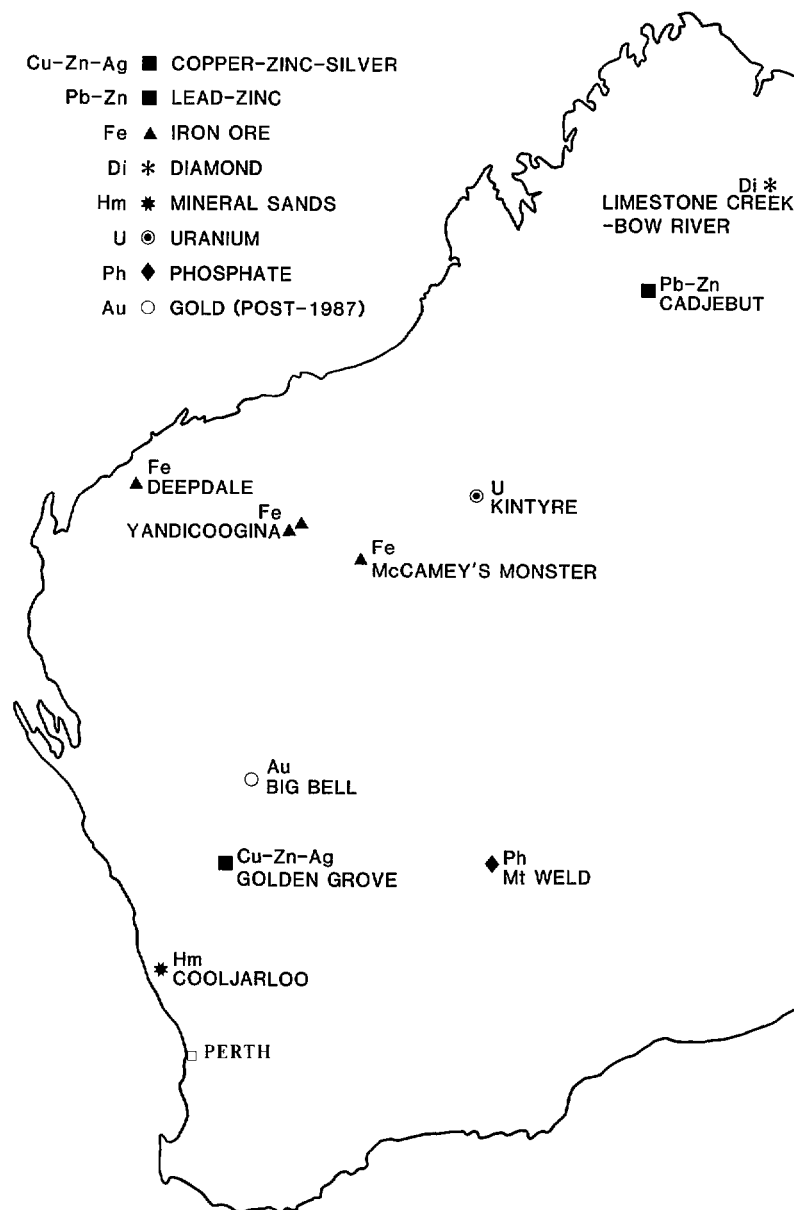 Cu-Zn-Ag ■ COPPER-ZINC-SILVER
Pb-Zn ■ LEAD-ZINC
Fe ▲ IRON ORE
Di ✳ DIAMOND
Hm ✸ MINERAL SANDS
U ◉ URANIUM
Ph ◆ PHOSPHATE
Au ○ GOLD (POST-1987)
Di
LIMESTONE CREEK
-BOW RIVER
Pb-Zn
CADJEBUT
Fe
DEEPDALE
U
KINTYRE
Fe
YANDICOOGINA
Fe
McCAMEY'S MONSTER
Au
BIG BELL
Cu-Zn-Ag
GOLDEN GROVE
Ph
Mt WELD
Hm
COOLJARLOO
PERTH